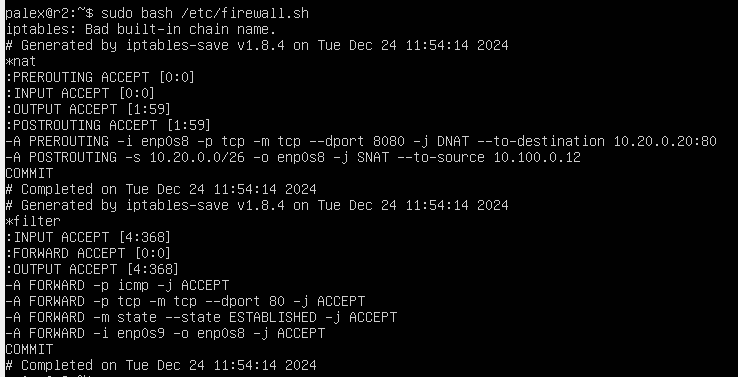 palex@r2:~$ sudo bash /etc/firewall.sh
iptables: Bad built-in chain name.
# Generated by iptables-save v1.8.4 on Tue Dec 24 11:54:14 2024
*nat
:PREROUTING ACCEPT [0:0]
:INPUT ACCEPT [0:0]
:OUTPUT ACCEPT [1:59]
:POSTROUTING ACCEPT [1:59]
-A PREROUTING -i enp0s8 -p tcp -m tcp --dport 8080 -j DNAT --to-destination 10.20.0.20:80
-A POSTROUTING -s 10.20.0.0/26 -o enp0s8 -j SNAT --to-source 10.100.0.12
COMMIT
# Completed on Tue Dec 24 11:54:14 2024
# Generated by iptables-save v1.8.4 on Tue Dec 24 11:54:14 2024
*filter
:INPUT ACCEPT [4:368]
:FORWARD ACCEPT [0:0]
:OUTPUT ACCEPT [4:368]
-A FORWARD -p icmp -j ACCEPT
-A FORWARD -p tcp -m tcp --dport 80 -j ACCEPT
-A FORWARD -m state --state ESTABLISHED -j ACCEPT
-A FORWARD -i enp0s9 -o enp0s8 -j ACCEPT
COMMIT
# Completed on Tue Dec 24 11:54:14 2024